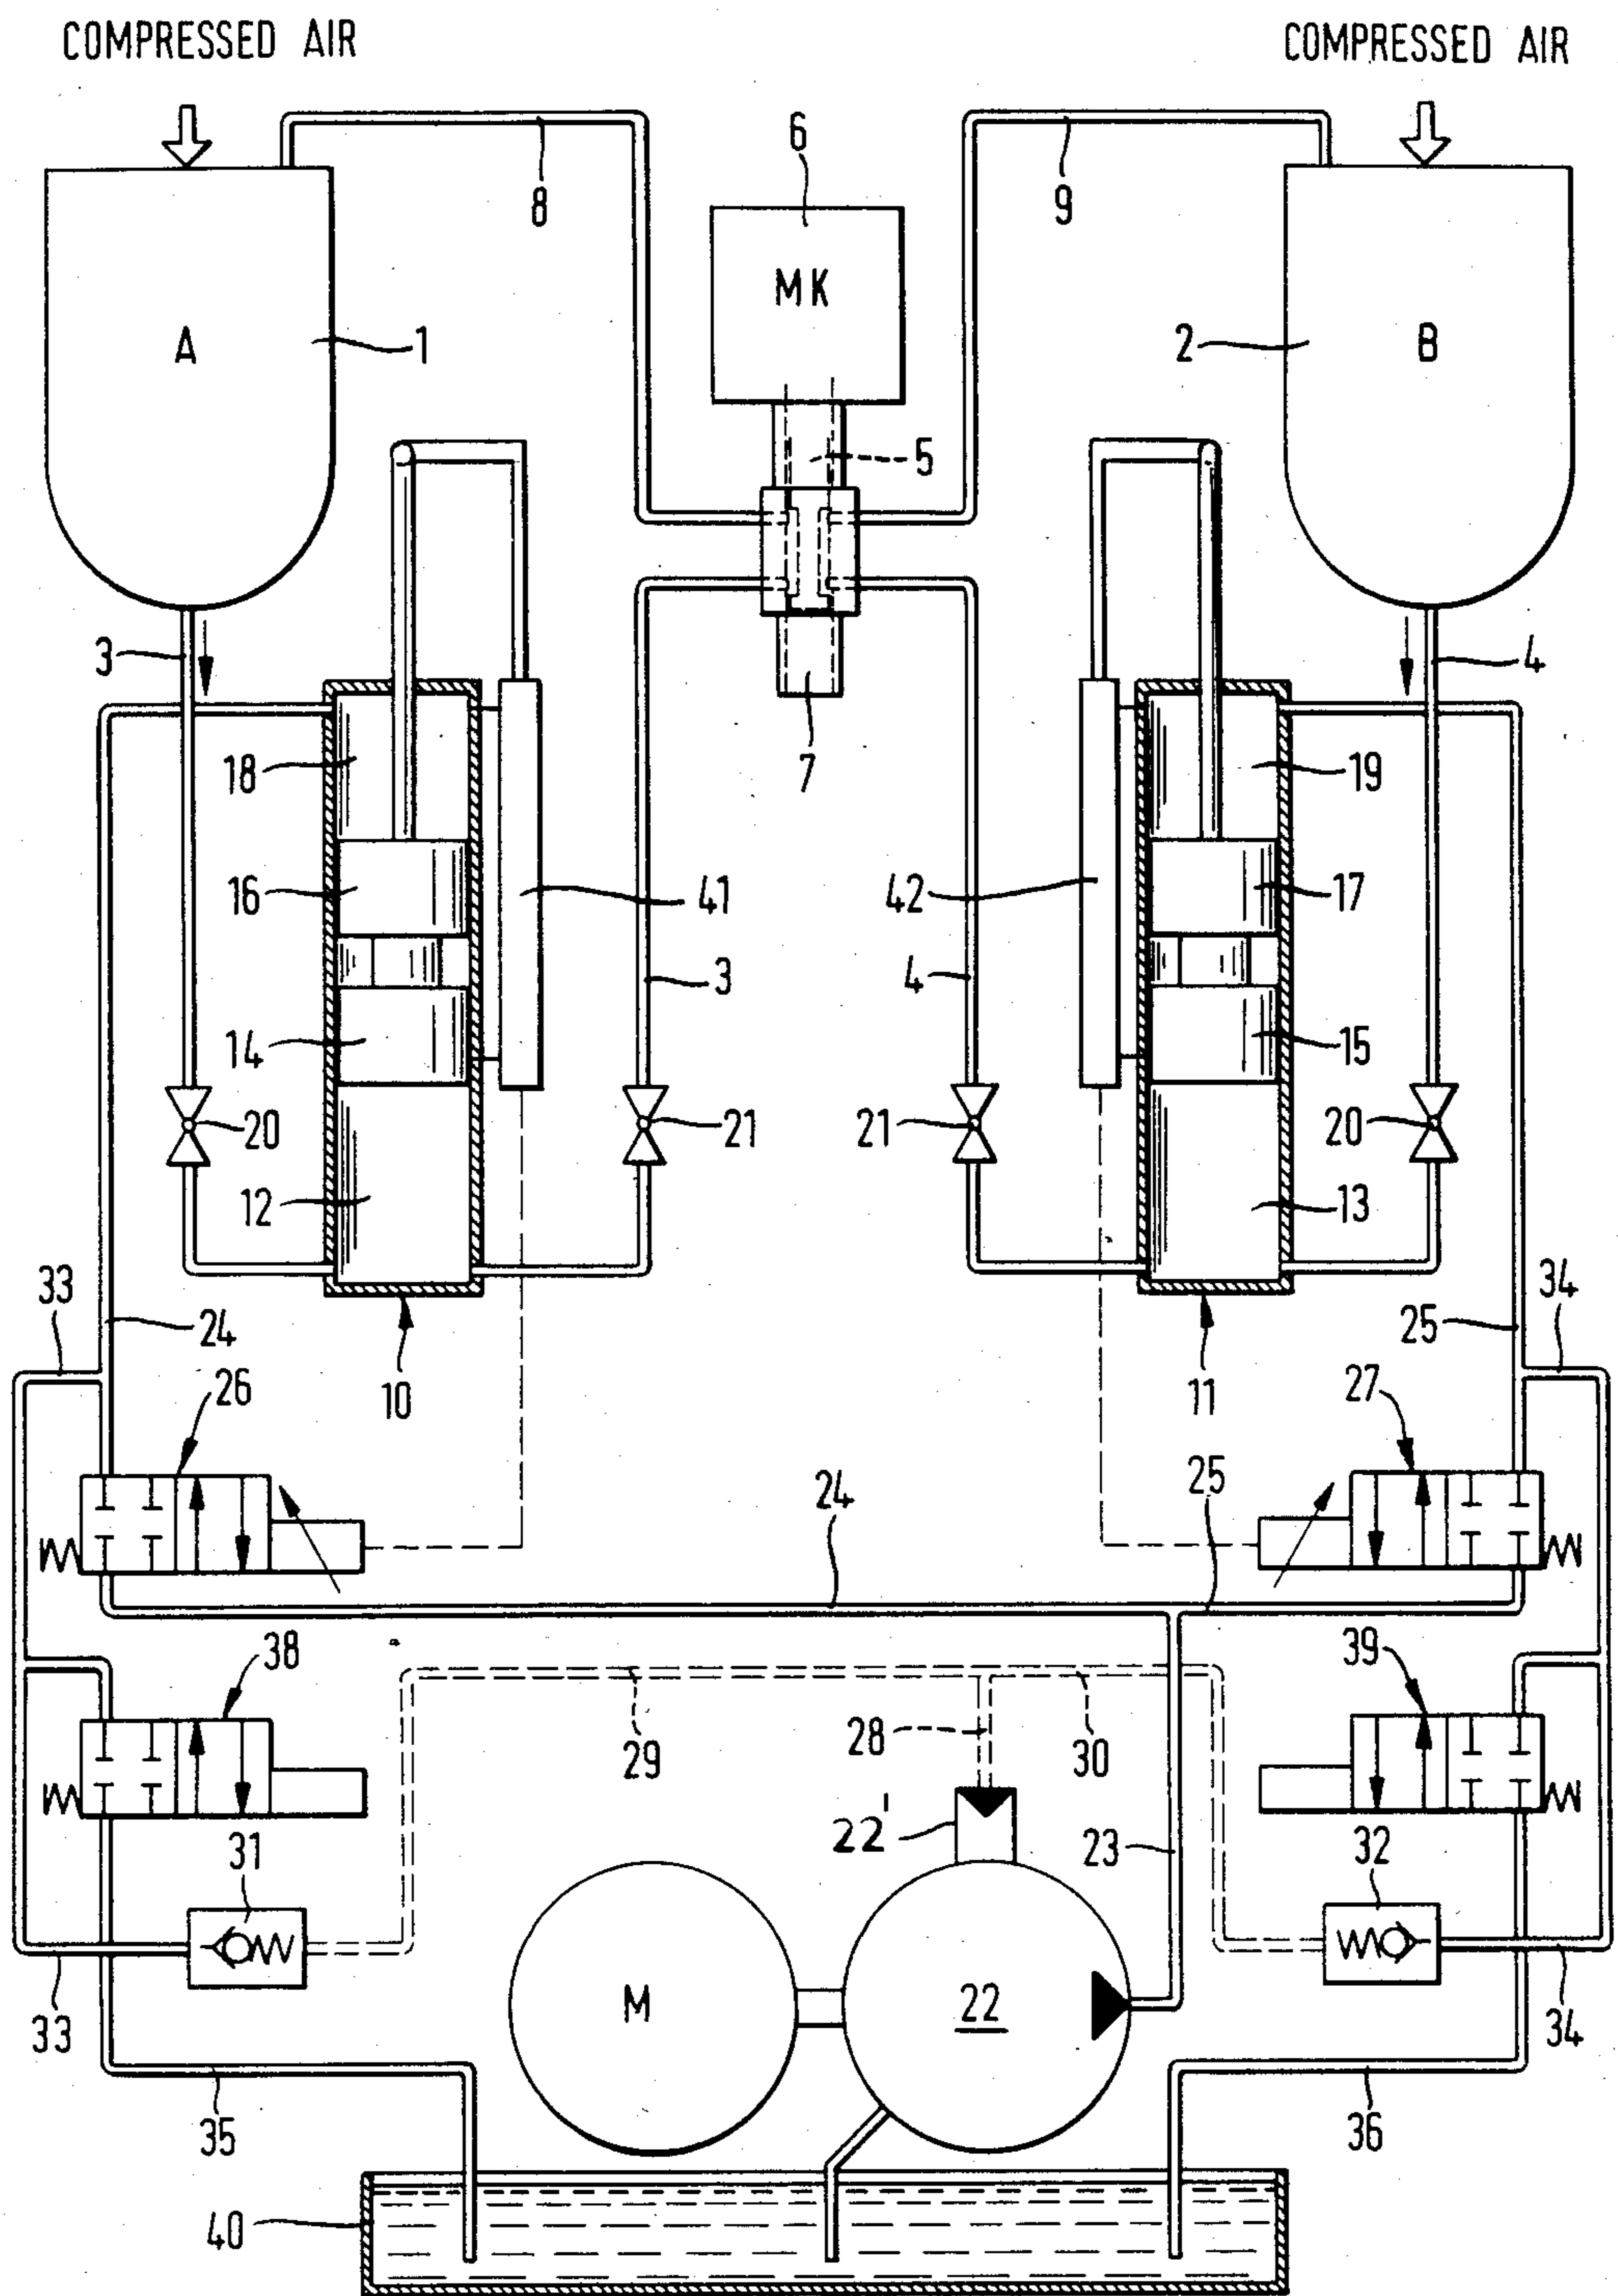 COMPRESSED AIR COMPRESSED AIR
8 6 9
MK
A 1 2 B
5
3 4
7
18 19
16 41 42 17
3 4
14 15
20 21 21 20
12 13
33 34
24 25
10 11
26 27
24 25
38 39
28
29 30
22'
31 23 32
M 22
33 34
35 36
40